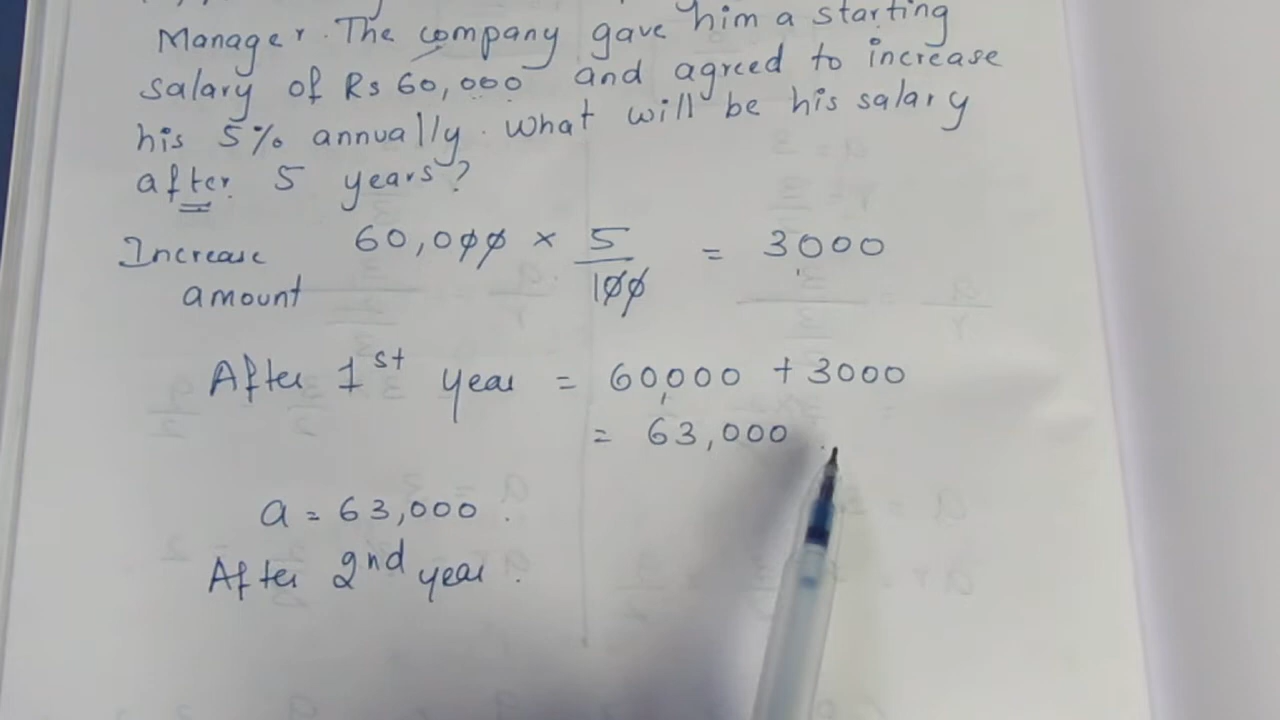 Manager. The company gave him a starting
salary of Rs 60,000 and agreed to increase
his 5% annually. What will be his salary
after 5 years?
Increase 60,000 × 5/100 = 3000
amount
After 1st year = 60000 + 3000
= 63,000
a = 63,000.
After 2nd year.